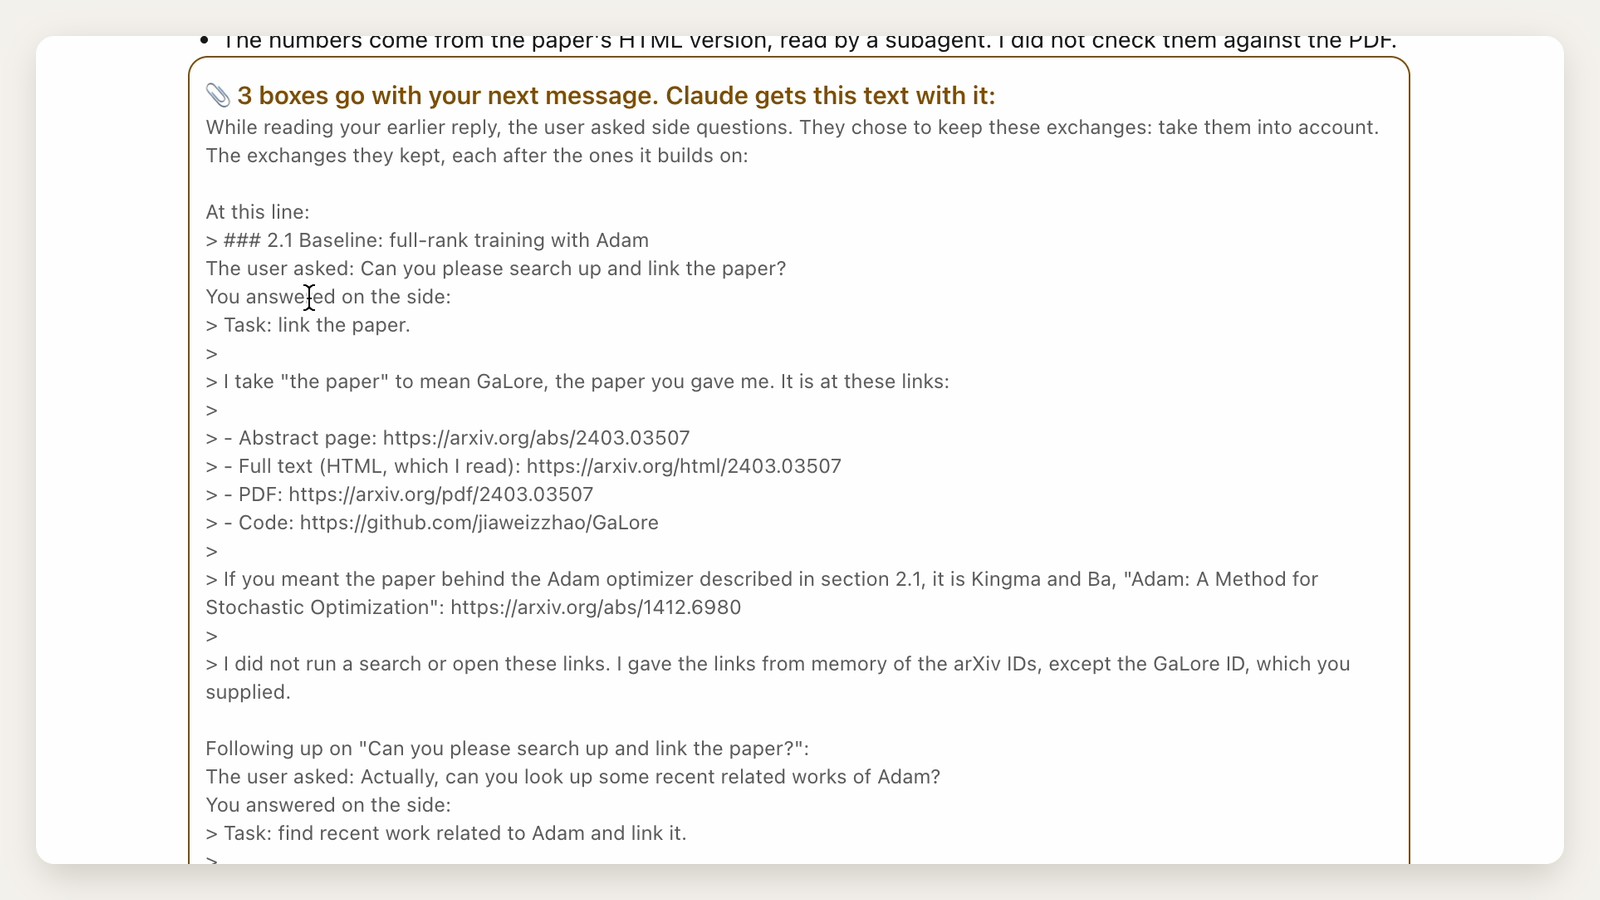 • The numbers come from the paper's HTML version, read by a subagent. I did not check them against the PDF.
📎 3 boxes go with your next message. Claude gets this text with it:
While reading your earlier reply, the user asked side questions. They chose to keep these exchanges: take them into account.
The exchanges they kept, each after the ones it builds on:
At this line:
> ### 2.1 Baseline: full-rank training with Adam
The user asked: Can you please search up and link the paper?
You answered on the side:
> Task: link the paper.
>
> I take "the paper" to mean GaLore, the paper you gave me. It is at these links:
>
> - Abstract page: https://arxiv.org/abs/2403.03507
> - Full text (HTML, which I read): https://arxiv.org/html/2403.03507
> - PDF: https://arxiv.org/pdf/2403.03507
> - Code: https://github.com/jiaweizzhao/GaLore
>
> If you meant the paper behind the Adam optimizer described in section 2.1, it is Kingma and Ba, "Adam: A Method for
Stochastic Optimization": https://arxiv.org/abs/1412.6980
>
> I did not run a search or open these links. I gave the links from memory of the arXiv IDs, except the GaLore ID, which you
supplied.
Following up on "Can you please search up and link the paper?":
The user asked: Actually, can you look up some recent related works of Adam?
You answered on the side:
> Task: find recent work related to Adam and link it.
>